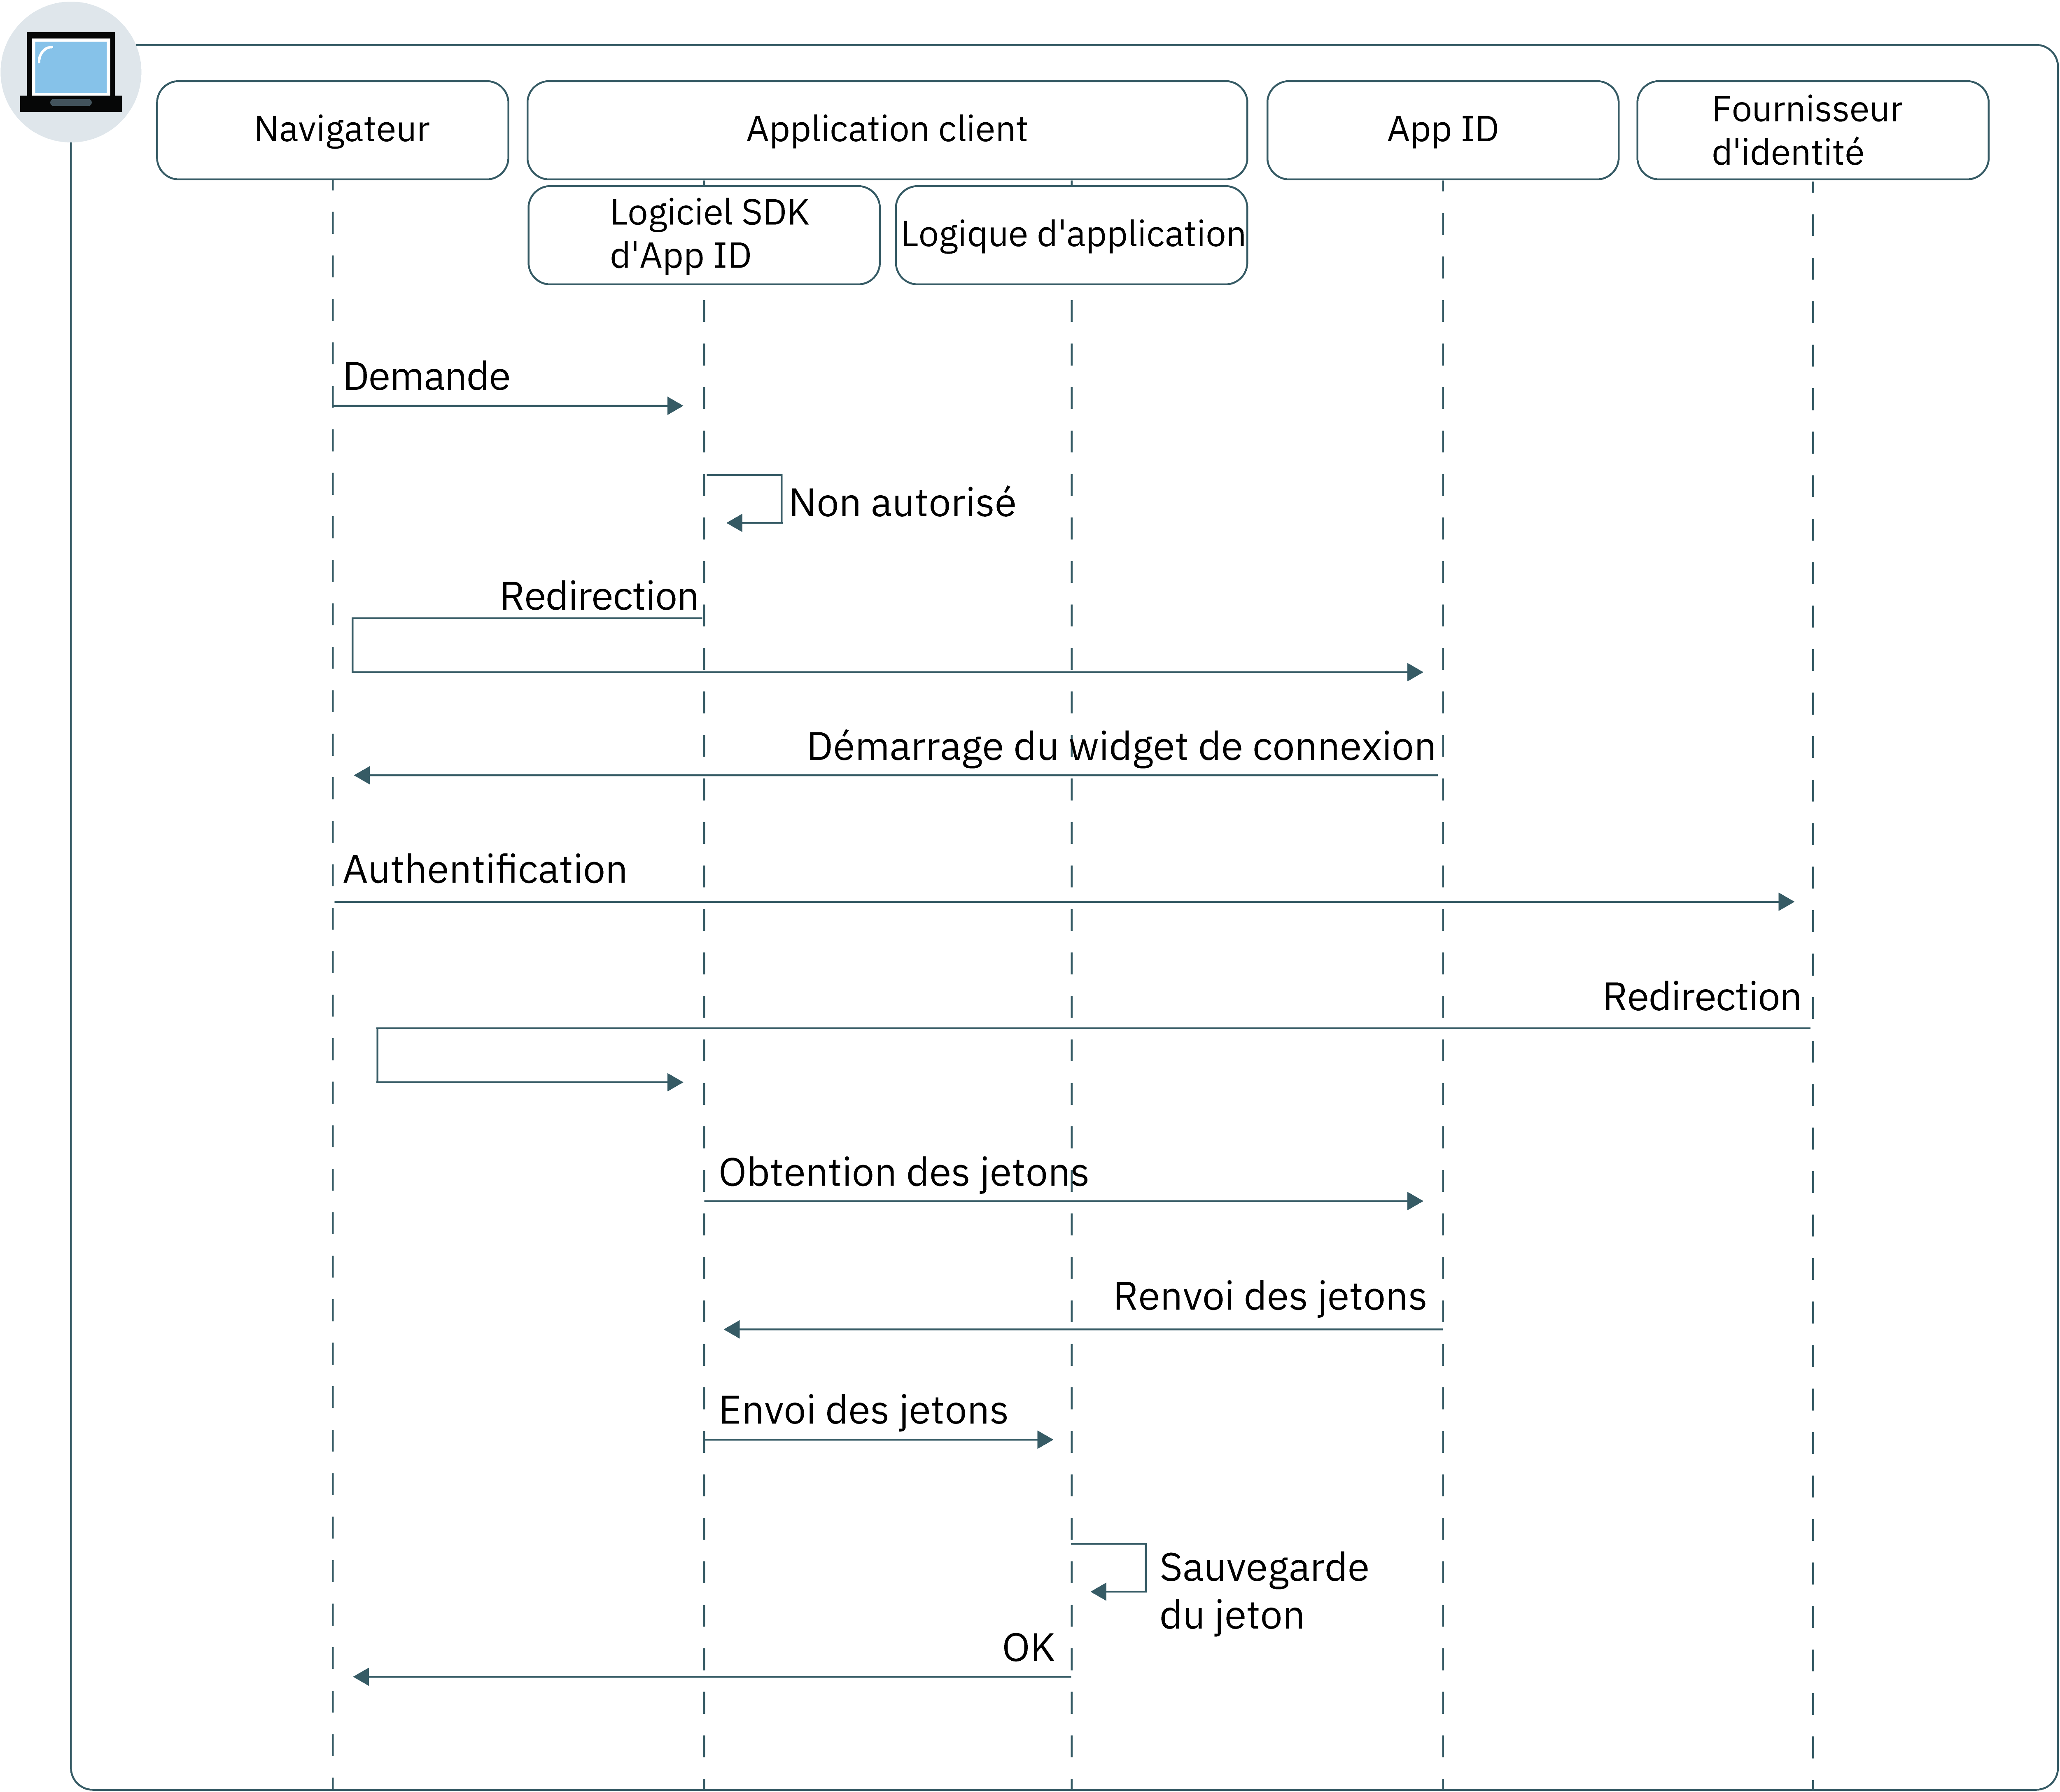 Navigateur
Application client
App ID
Fournisseur
d'identité
Logiciel SDK
d'App ID
Logique d'application
Demande
Non autorisé
Redirection
Démarrage du widget de connexion
Authentification
Redirection
Obtention des jetons
Renvoi des jetons
Envoi des jetons
Sauvegarde
du jeton
OK